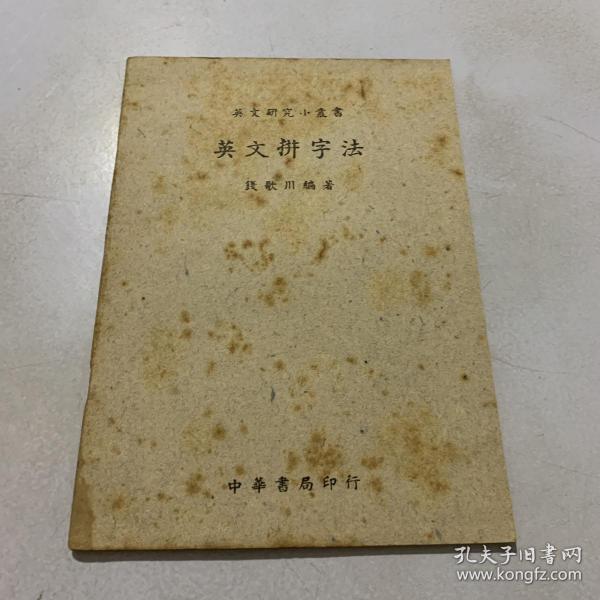 英文研究小叢書
英文拼字法
錢歌川編著
中華書局印行
孔夫子旧書网
www.kongfz.com